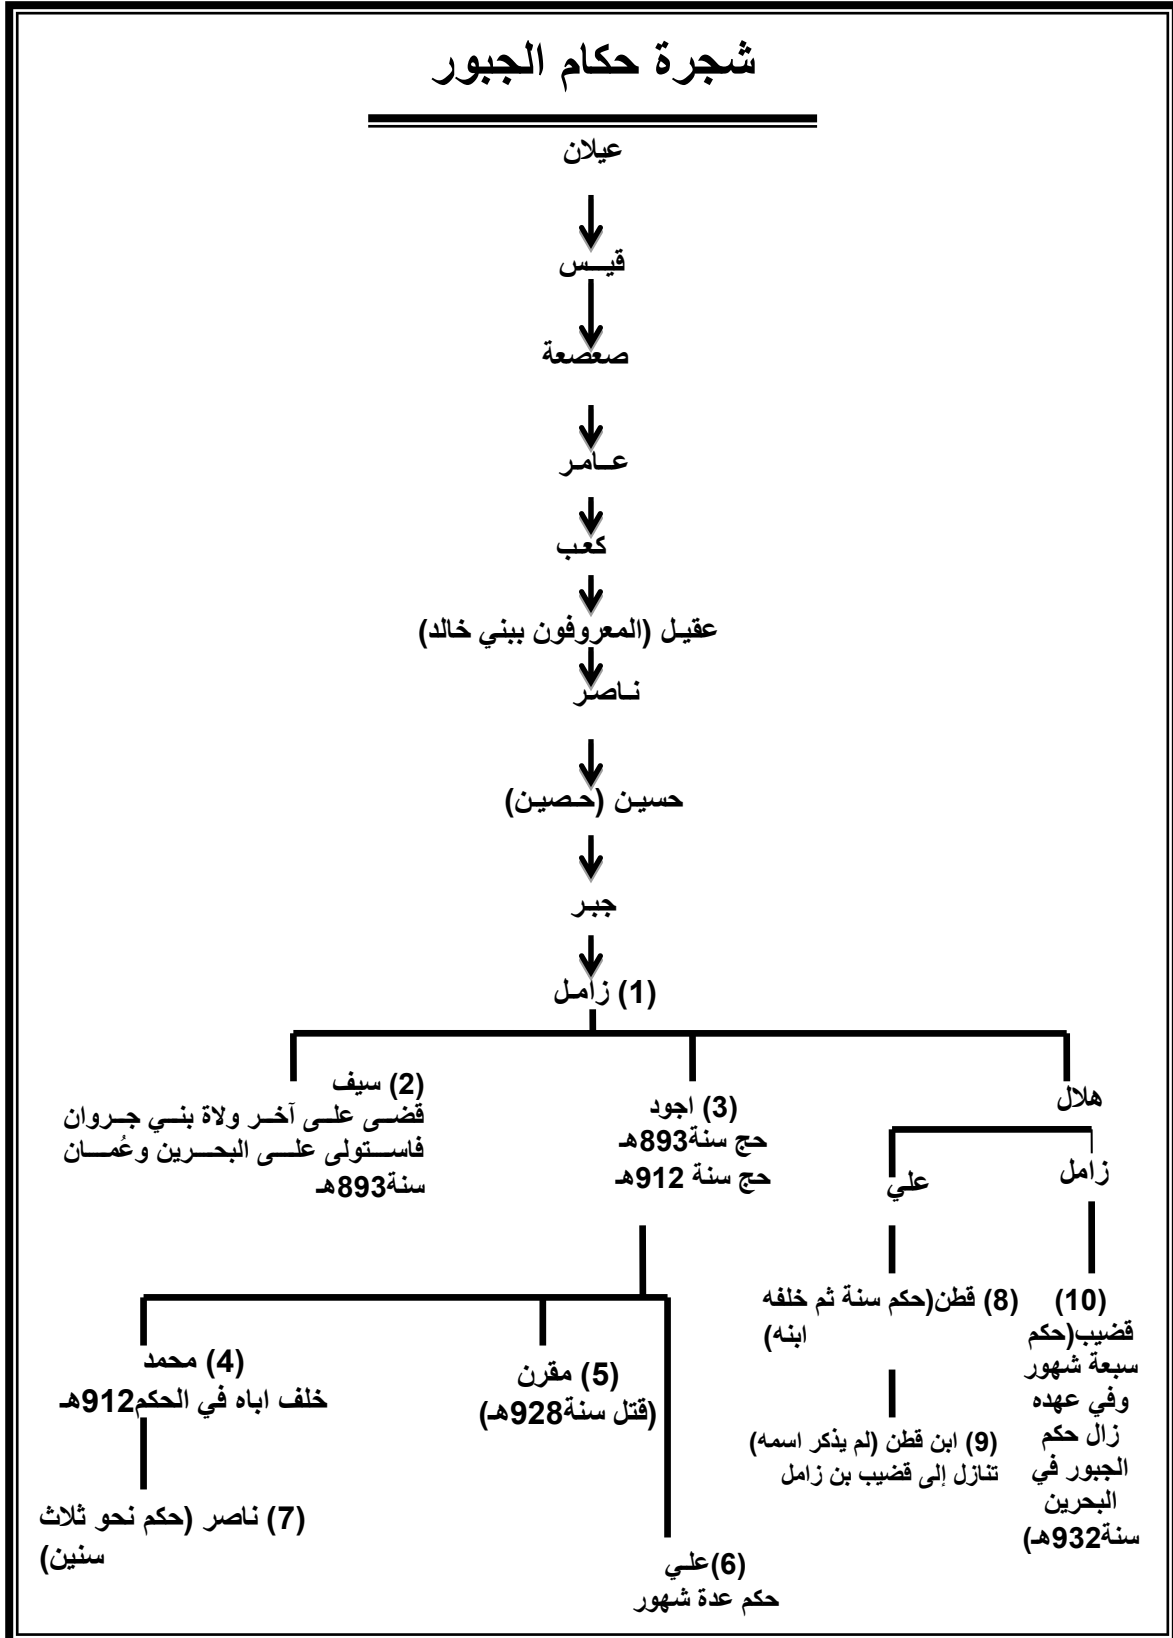 شجرة حكام الجبور
عيلان
قيس
صعصعة
عامر
كعب
عقيل (المعروفون ببني خالد)
ناصر
حسين (حصين)
جبر
(1) زامل
هلال
(3) اجود
حج سنة893هـ
حج سنة 912هـ
(2) سيف
قضى على آخر ولاة بني جروان
فاستولى على البحرين وعُمان
سنة893هـ
زامل
علي
(10)
قضيب(حكم
سبعة شهور
وفي عهده
زال حكم
الجبور في
البحرين
سنة932هـ)
(8) قطن(حكم سنة ثم خلفه
ابنه)
(9) ابن قطن (لم يذكر اسمه)
تنازل إلى قضيب بن زامل
(5) مقرن
(قتل سنة928هـ)
(4) محمد
خلف اباه في الحكم912هـ
(6)علي
حكم عدة شهور
(7) ناصر (حكم نحو ثلاث
سنين)